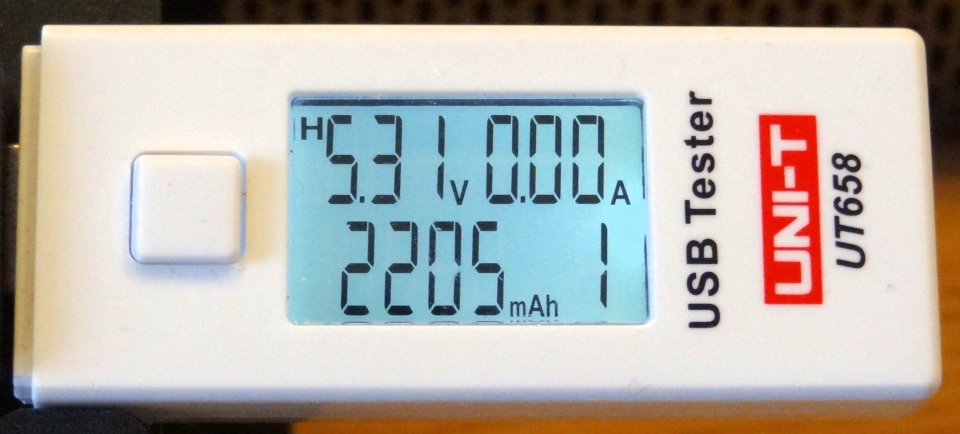 H5.31V 0.00A
2205mAh 1
USB Tester
UNI-T
UT658